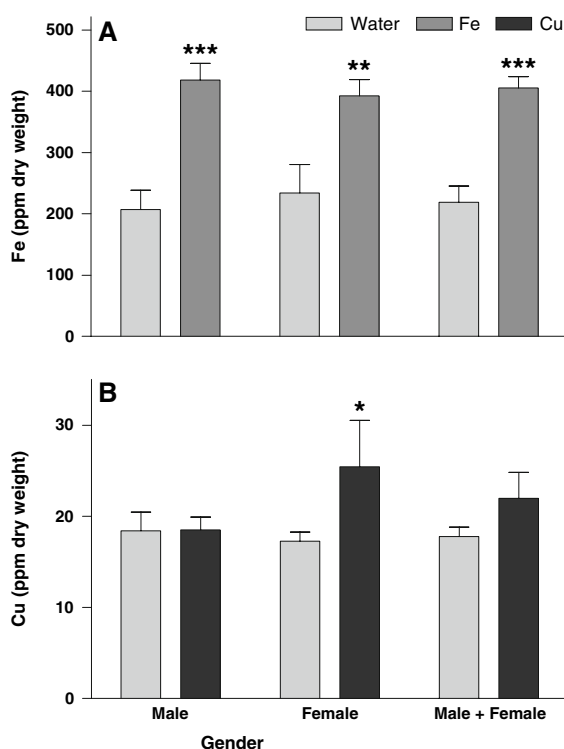 Water Fe Cu
A
500
400
300
200
100
0
Fe (ppm dry weight)
***
**
***
B
30
20
10
0
Cu (ppm dry weight)
*
Male Female Male + Female
Gender